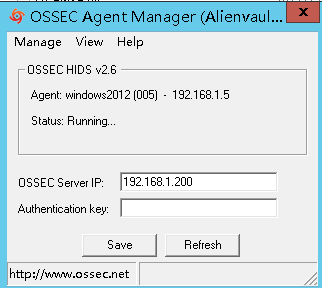 OSSEC Agent Manager (Alienvaul...
Manage View Help
OSSEC HIDS v2.6
Agent: windows2012 (005) - 192.168.1.5
Status: Running...
OSSEC Server IP: 192.168.1.200
Authentication key:
Save Refresh
http://www.ossec.net